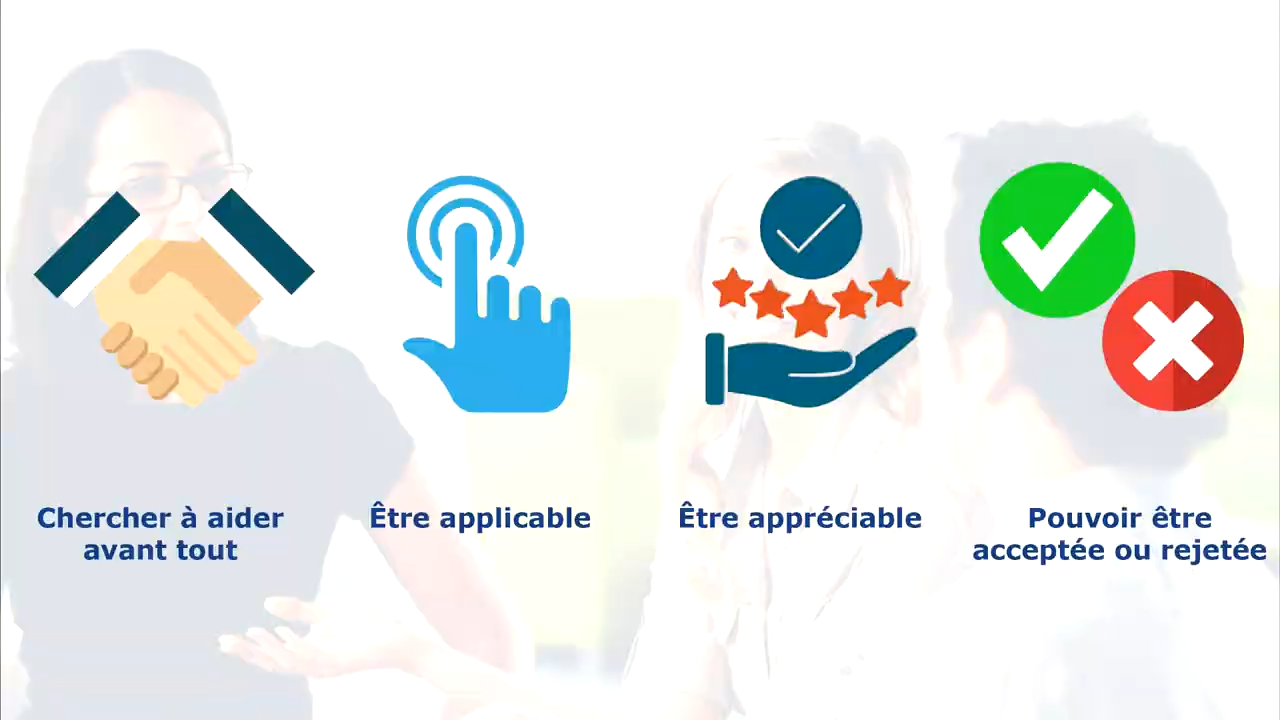 Chercher à aider
avant tout
Être applicable
Être appréciable
Pouvoir être
acceptée ou rejetée